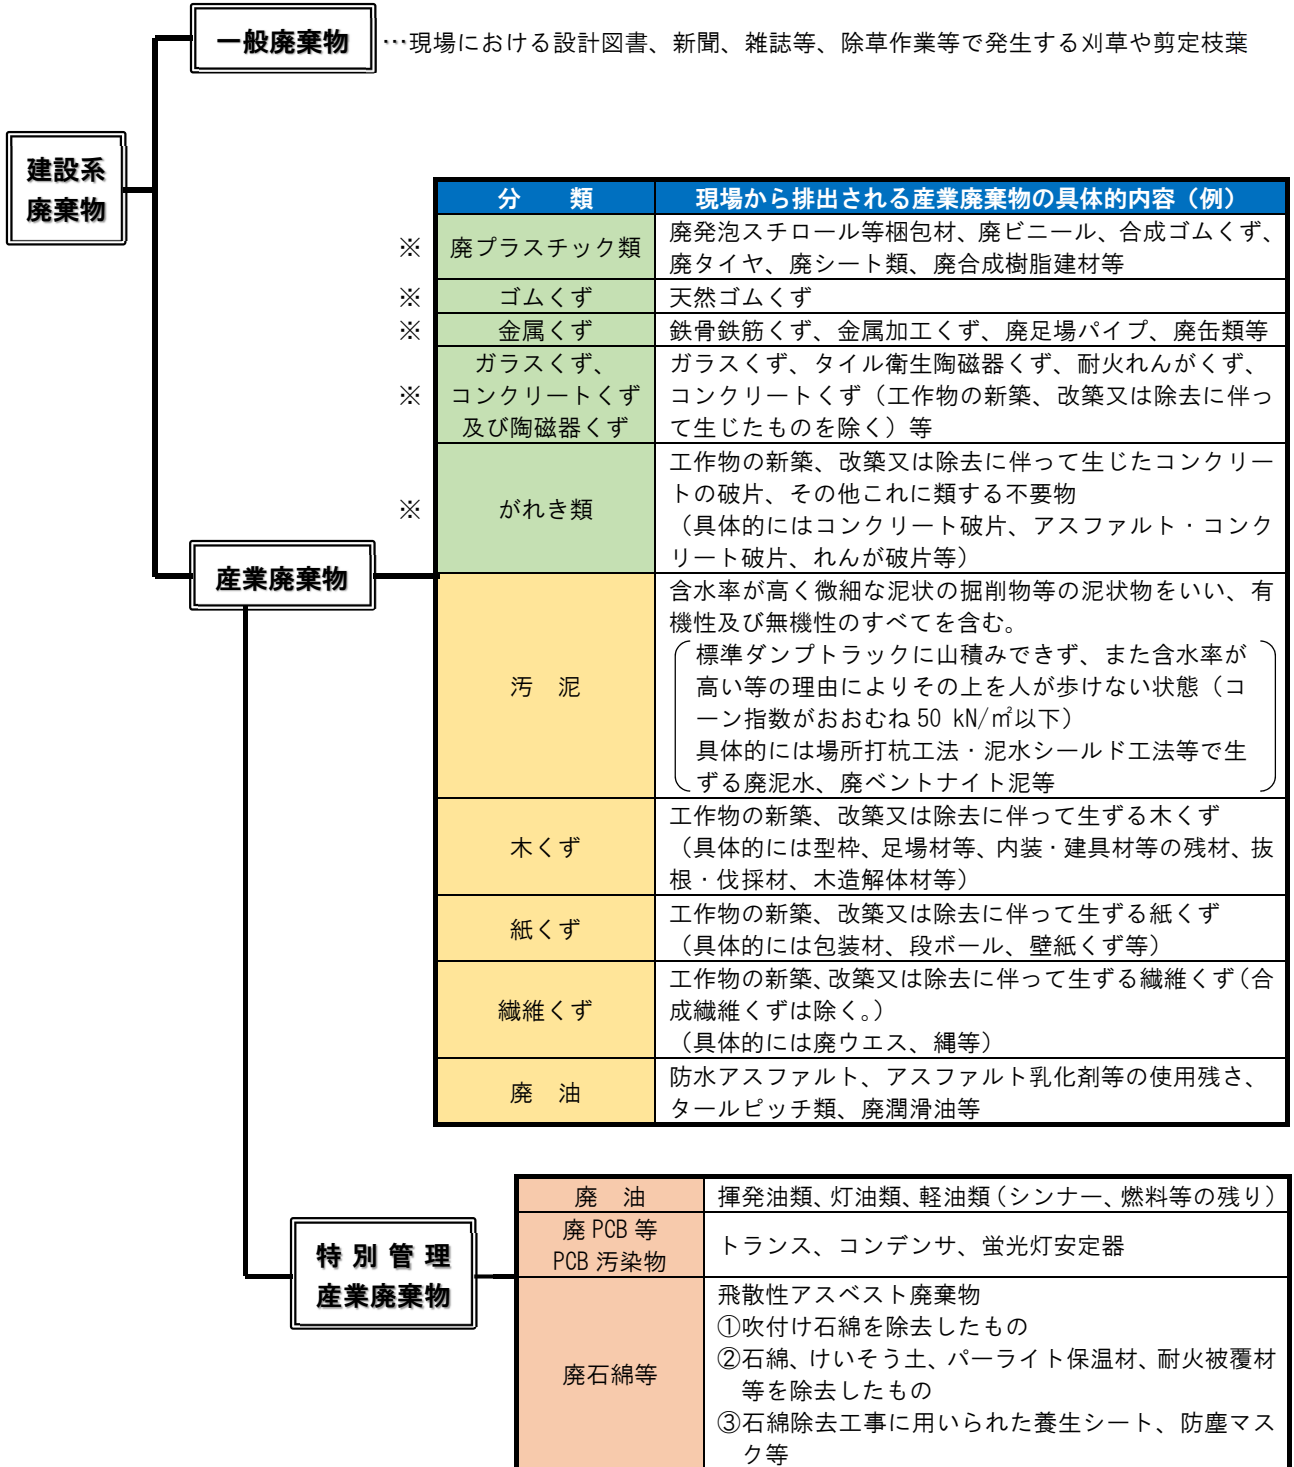 一般廃棄物 …現場における設計図書、新聞、雑誌等、除草作業等で発生する刈草や剪定枝葉
建設系
廃棄物
分　類 現場から排出される産業廃棄物の具体的内容（例）
※ 廃プラスチック類 廃発泡スチロール等梱包材、廃ビニール、合成ゴムくず、
廃タイヤ、廃シート類、廃合成樹脂建材等
※ ゴムくず 天然ゴムくず
※ 金属くず 鉄骨鉄筋くず、金属加工くず、廃足場パイプ、廃缶類等
ガラスくず、 ガラスくず、タイル衛生陶磁器くず、耐火れんがくず、
※ コンクリートくず コンクリートくず（工作物の新築、改築又は除去に伴っ
及び陶磁器くず て生じたものを除く）等
工作物の新築、改築又は除去に伴って生じたコンクリー
トの破片、その他これに類する不要物
※ がれき類 （具体的にはコンクリート破片、アスファルト・コンク
リート破片、れんが破片等）
産業廃棄物
含水率が高く微細な泥状の掘削物等の泥状物をいい、有
機性及び無機性のすべてを含む。
標準ダンプトラックに山積みできず、また含水率が
汚　泥 高い等の理由によりその上を人が歩けない状態（コ
ーン指数がおおむね 50 kN/㎡以下）
具体的には場所打杭工法・泥水シールド工法等で生
ずる廃泥水、廃ベントナイト泥等
工作物の新築、改築又は除去に伴って生ずる木くず
木くず （具体的には型枠、足場材等、内装・建具材等の残材、抜
根・伐採材、木造解体材等）
紙くず 工作物の新築、改築又は除去に伴って生ずる紙くず
（具体的には包装材、段ボール、壁紙くず等）
工作物の新築、改築又は除去に伴って生ずる繊維くず（合
繊維くず 成繊維くずは除く。）
（具体的には廃ウエス、縄等）
廃　油 防水アスファルト、アスファルト乳化剤等の使用残さ、
タールピッチ類、廃潤滑油等
特別管理
産業廃棄物
廃　油 揮発油類、灯油類、軽油類（シンナー、燃料等の残り）
廃 PCB 等
PCB 汚染物 トランス、コンデンサ、蛍光灯安定器
飛散性アスベスト廃棄物
①吹付け石綿を除去したもの
廃石綿等 ②石綿、けいそう土、パーライト保温材、耐火被覆材
等を除去したもの
③石綿除去工事に用いられた養生シート、防塵マス
ク等